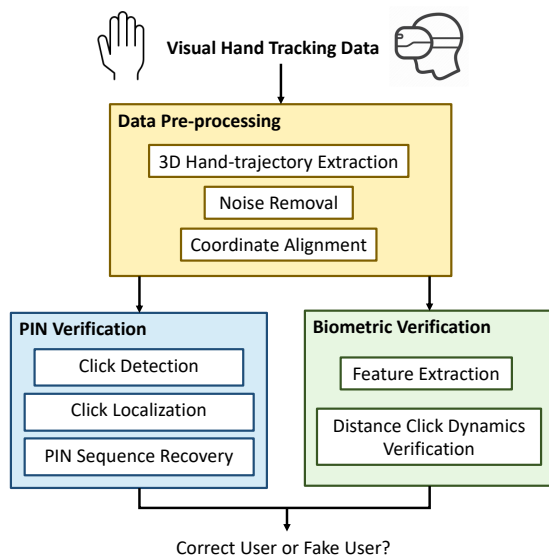 Visual Hand Tracking Data
Data Pre-processing
3D Hand-trajectory Extraction
Noise Removal
Coordinate Alignment
PIN Verification
Click Detection
Click Localization
PIN Sequence Recovery
Biometric Verification
Feature Extraction
Distance Click Dynamics
Verification
Correct User or Fake User?